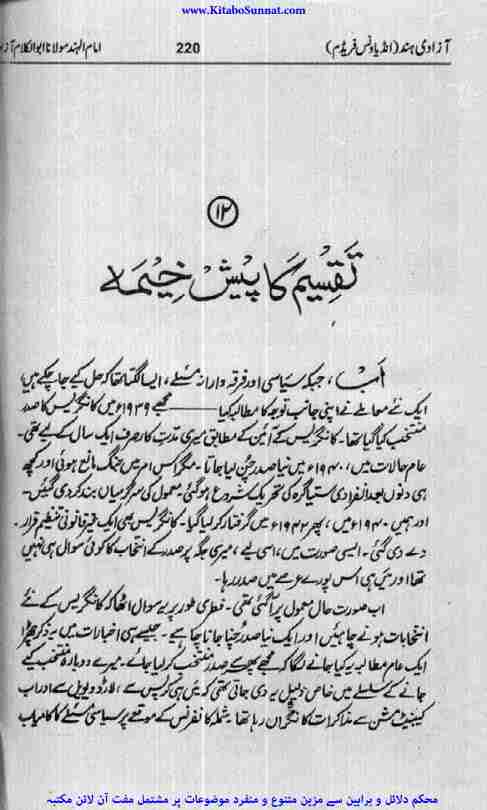 www.KitaboSunnat.com
آزادی ہند (انڈیا ونس فریڈم) 220 امام الہند مولانا ابوالکلام آزاد
۱۲
تقسیم کا پیش خیمہ
اب، جبکہ سیاسی اور فرقہ وارانہ مسئلے، ایسا لگتا تھا کہ حل کیے جا چکے ہیں
ایک نئے معاملے نے اپنی جانب توجہ کا مطالبہ کیا ——— مجھے ۱۹۳۹ء میں کانگریس کا صدر
منتخب کیا گیا تھا۔ کانگریس کے آئین کے مطابق میری مدت کار صرف ایک سال کے لیے تھی۔
عام حالات میں، ۱۹۴۰ء میں نیا صدر چن لیا جاتا۔ مگر اس امر میں جنگ مانع ہوئی اور کچھ
ہی دنوں بعد انفرادی ستیاگرہ کی تحریک شروع ہو گئی۔ معمول کی سرگرمیاں بند کر دی گئیں۔
اور ہمیں ۱۹۴۰ء میں، پھر ۱۹۴۲ء میں گرفتار کر لیا گیا۔ کانگریس بھی ایک غیر قانونی تنظیم قرار
دے دی گئی۔ ایسی صورت میں، اسی لیے، میری جگہ پر صدر کے انتخاب کا کوئی سوال ہی نہیں
تھا اور میں ہی اس پورے عرصے میں صدر رہا۔
اب صورت حال معمول پر آ گئی تھی۔ فطری طور پر یہ سوال اٹھا کہ کانگریس کے نئے
انتخابات ہونے چاہئیں اور ایک نیا صدر چنا جانا چاہیے۔ جیسے ہی اخبارات میں یہ ذکر چھڑا
ایک عام مطالبہ یہ کیا جانے لگا کہ مجھے پھر سے صدر منتخب کر لیا جائے۔ میرے دوبارہ منتخب کیے
جانے کے سلسلے میں خاص دلیل یہ دی جاتی تھی کہ میں ہی کرپس سے، لارڈ ویول سے اور اب
کیبنیٹ مشن سے مذاکرات کا نگراں رہا تھا۔ شملہ کانفرنس کے موقعے پر سیاسی مسئلے کا کامیاب
محکم دلائل و براہین سے مزین متنوع و منفرد موضوعات پر مشتمل مفت آن لائن مکتبہ